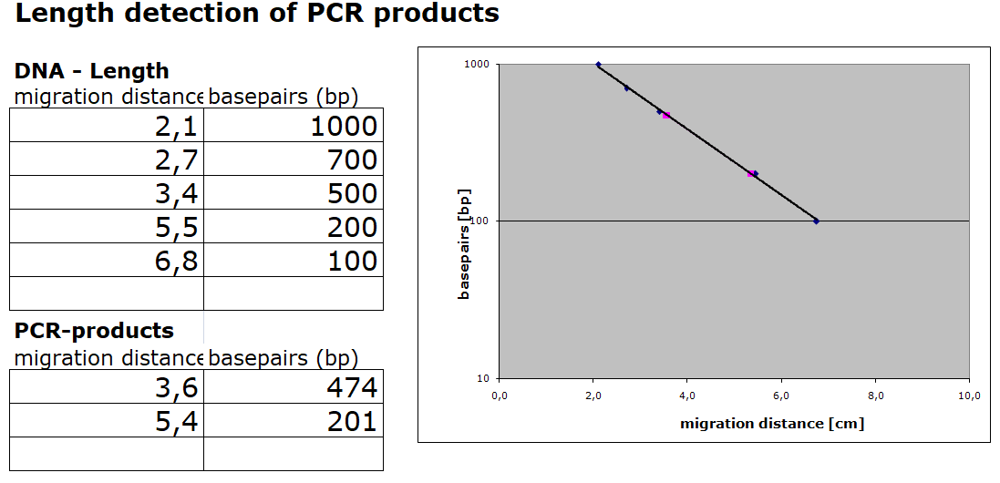 Length detection of PCR products
DNA - Length
migration distance basepairs (bp)
2,1 1000
2,7 700
3,4 500
5,5 200
6,8 100
PCR-products
migration distance basepairs (bp)
3,6 474
5,4 201
1000
100
10
basepairs [bp]
0,0 2,0 4,0 6,0 8,0 10,0
migration distance [cm]